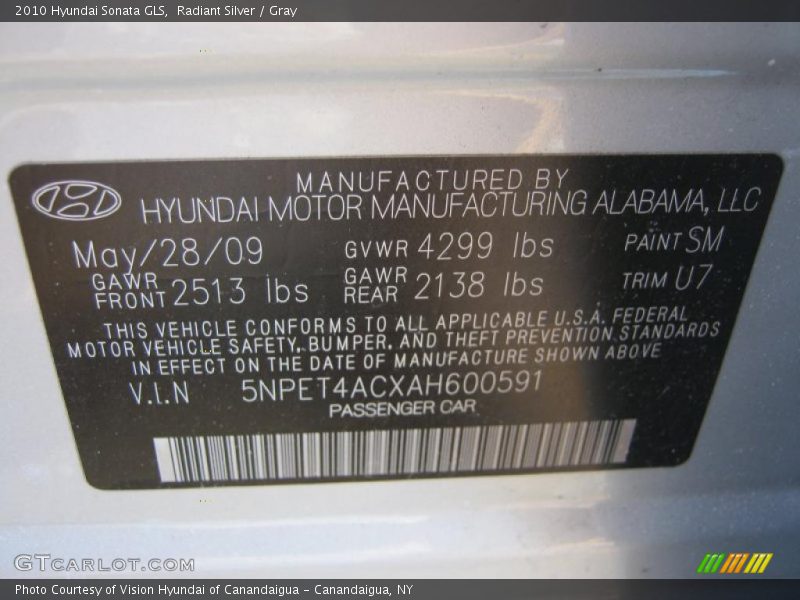 2010 Hyundai Sonata GLS,  Radiant Silver / Gray
MANUFACTURED BY
HYUNDAI MOTOR MANUFACTURING ALABAMA, LLC
May/28/09 GVWR 4299 lbs PAINT SM
GAWR FRONT 2513 lbs GAWR REAR 2138 lbs TRIM U7
THIS VEHICLE CONFORMS TO ALL APPLICABLE U.S.A. FEDERAL
MOTOR VEHICLE SAFETY, BUMPER, AND THEFT PREVENTION STANDARDS
IN EFFECT ON THE DATE OF MANUFACTURE SHOWN ABOVE
V.I.N 5NPET4ACXAH600591
PASSENGER CAR
GTCARLOT.COM
Photo Courtesy of Vision Hyundai of Canandaigua - Canandaigua, NY